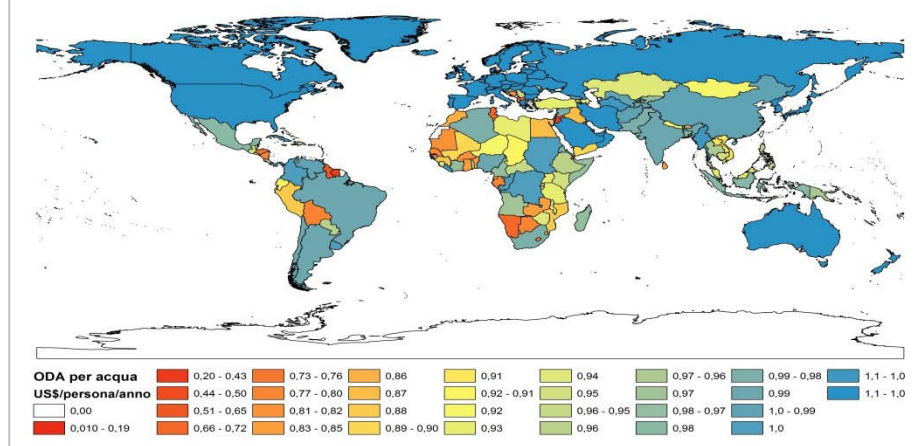 ODA per acqua
US$/persona/anno
0,00
0,010 - 0,19
0,20 - 0,43
0,44 - 0,50
0,51 - 0,65
0,66 - 0,72
0,73 - 0,76
0,77 - 0,80
0,81 - 0,82
0,83 - 0,85
0,86
0,87
0,88
0,89 - 0,90
0,91
0,92 - 0,91
0,92
0,93
0,94
0,95
0,96 - 0,95
0,96
0,97 - 0,96
0,97
0,98 - 0,97
0,98
0,99 - 0,98
0,99
1,0 - 0,99
1,0
1,1 - 1,0
1,1 - 1,0